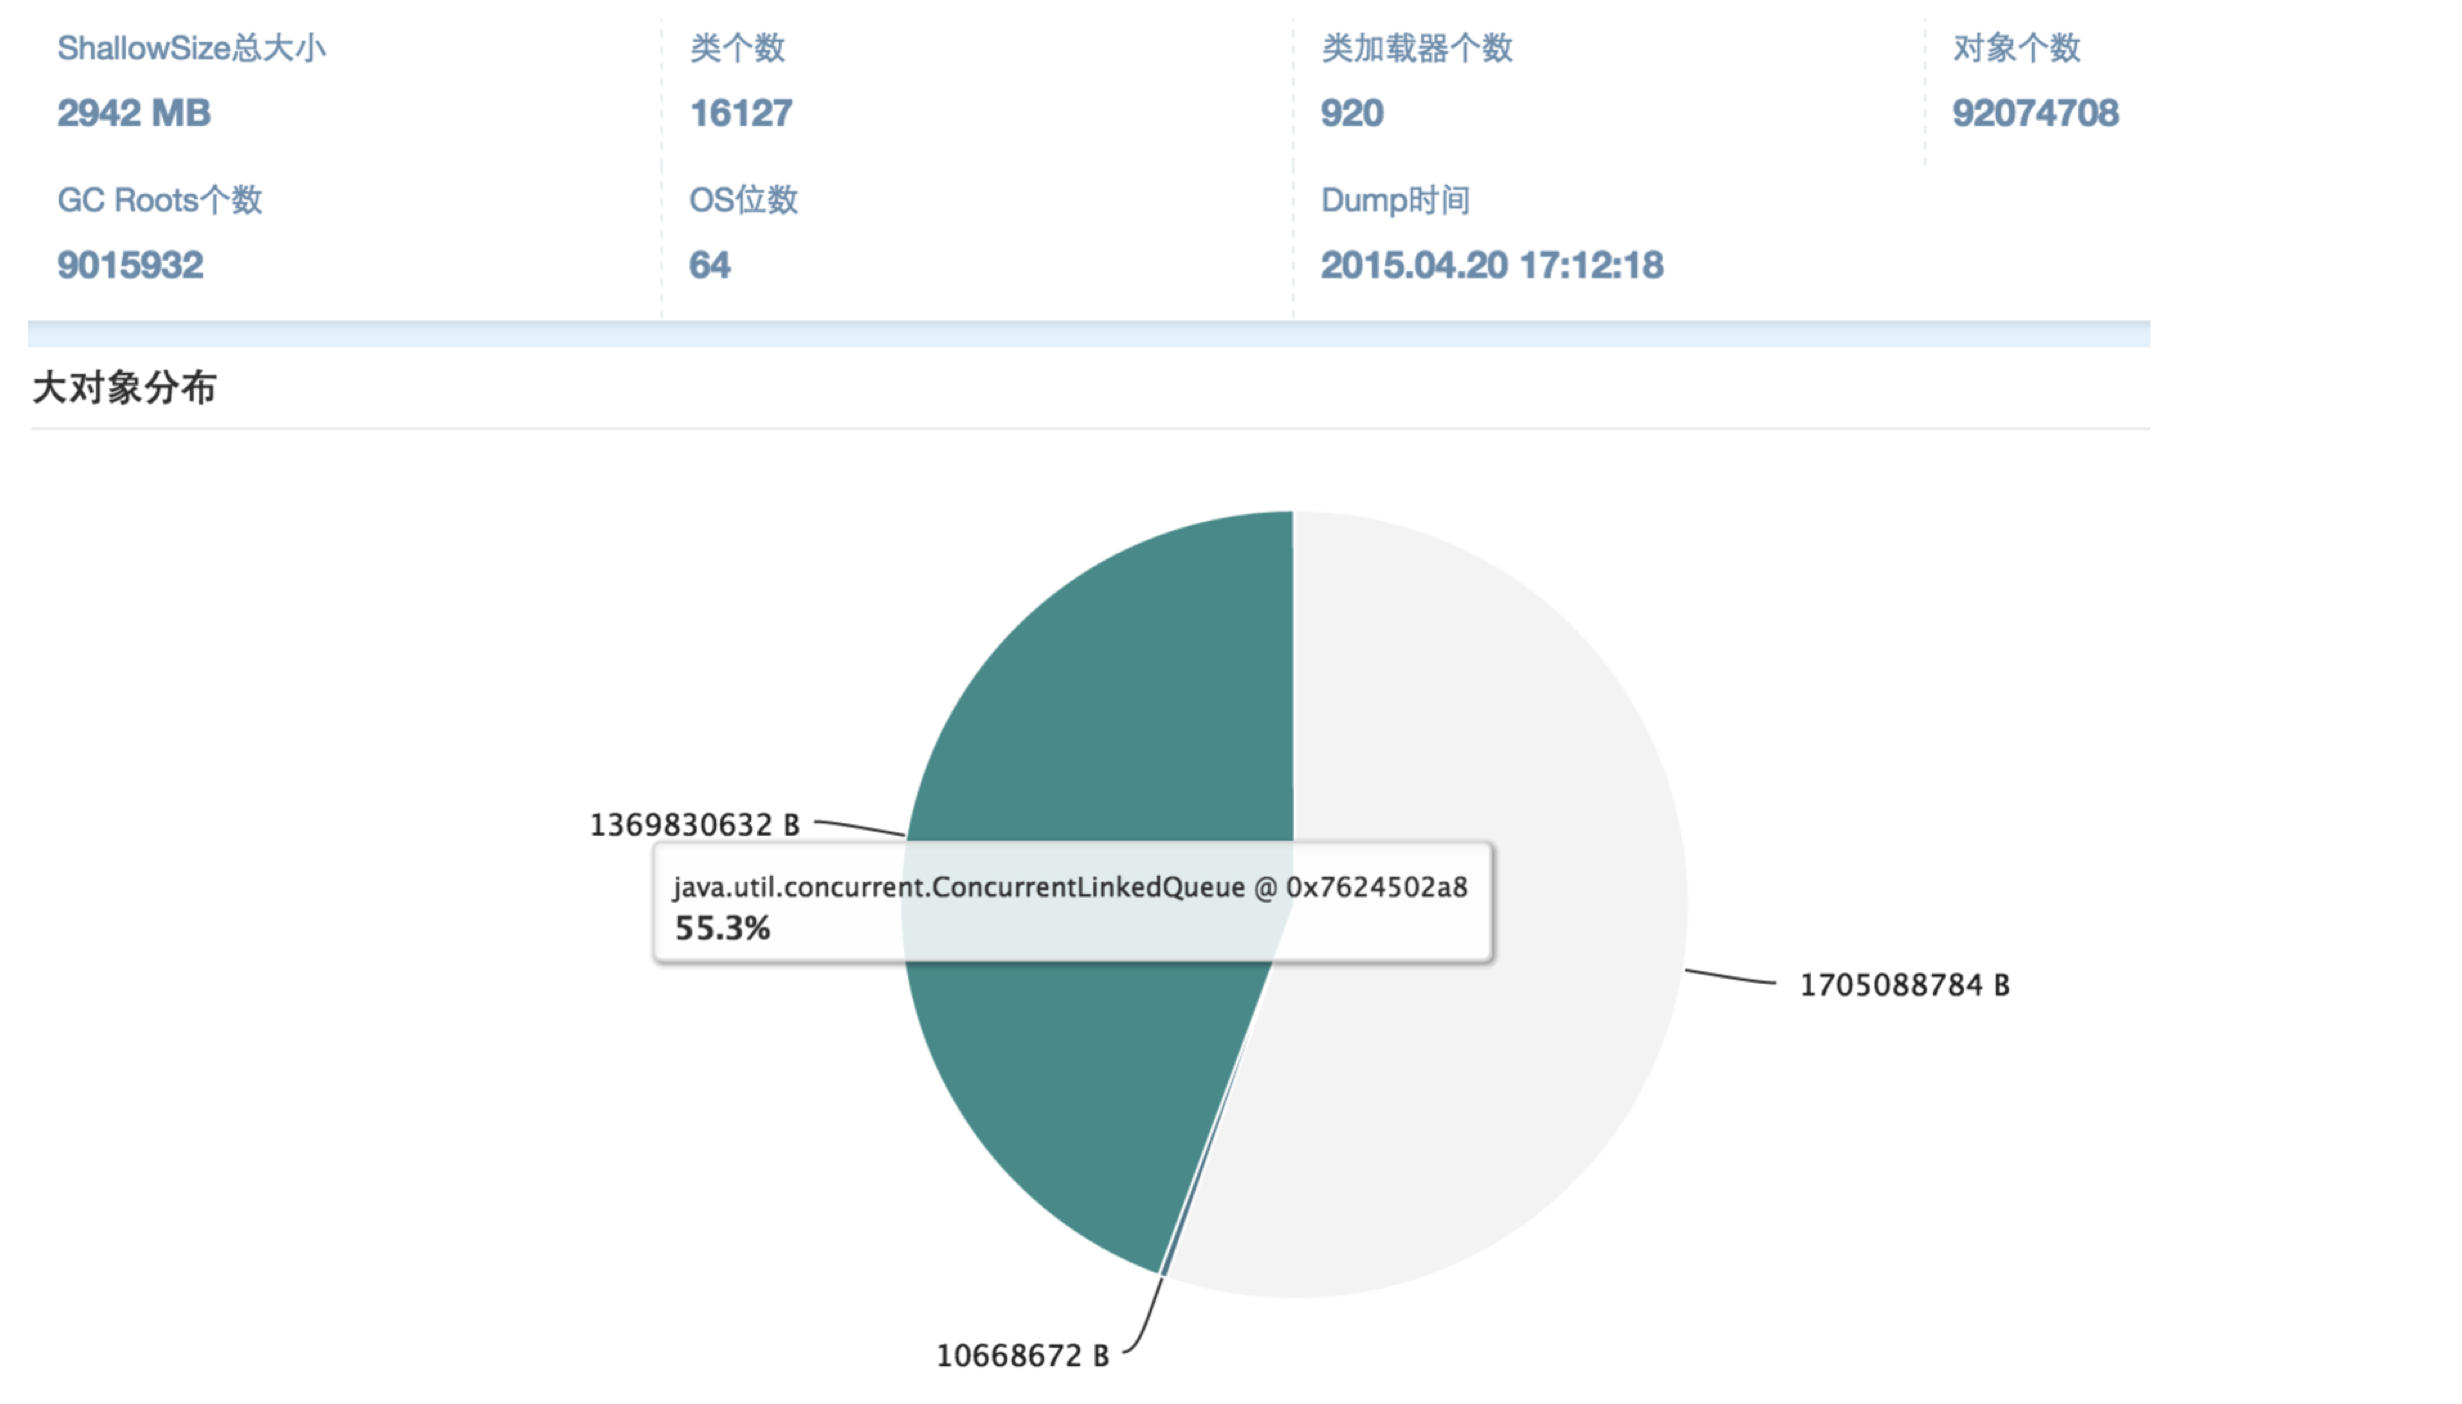 ShallowSize总大小
2942 MB
类个数
16127
类加载器个数
920
对象个数
92074708
GC Roots个数
9015932
OS位数
64
Dump时间
2015.04.20 17:12:18
大对象分布
1369830632 B
java.util.concurrent.ConcurrentLinkedQueue @ 0x7624502a8
55.3%
1705088784 B
10668672 B